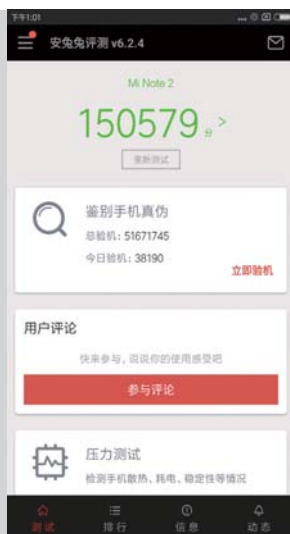 下午1:01
安兔兔评测 v6.2.4
Mi Note 2
150579 分 >
重新测试
鉴别手机真伪
总验机: 51671745
今日验机: 38190
立即验机
用户评论
快来参与，说说你的使用感受吧
参与评论
压力测试
检测手机散热、耗电、稳定性等情况
测试 排行 信息 动态